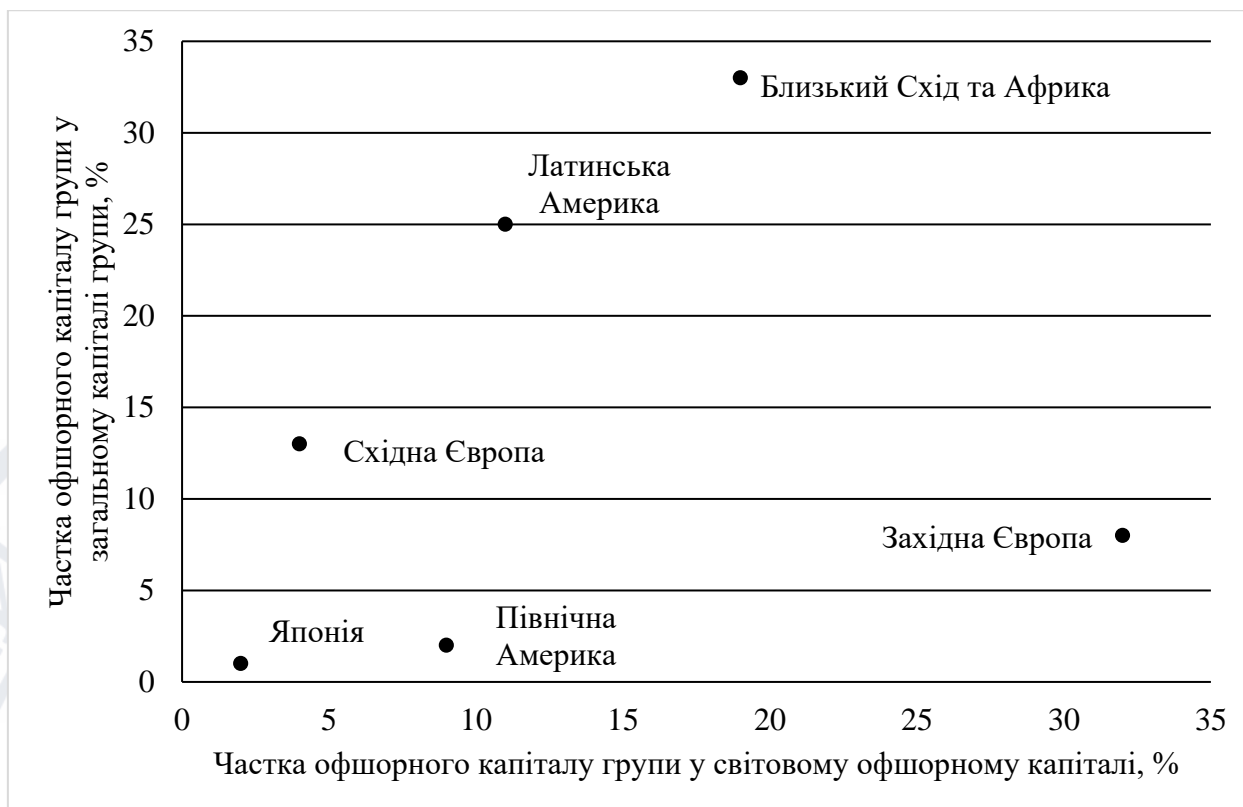 Частка офшорного капіталу групи у
загальному капіталі групи, %
35
30
25
20
15
10
5
0
Близький Схід та Африка
Латинська
Америка
Східна Європа
Західна Європа
Японія
Північна
Америка
0 5 10 15 20 25 30 35
Частка офшорного капіталу групи у світовому офшорному капіталі, %